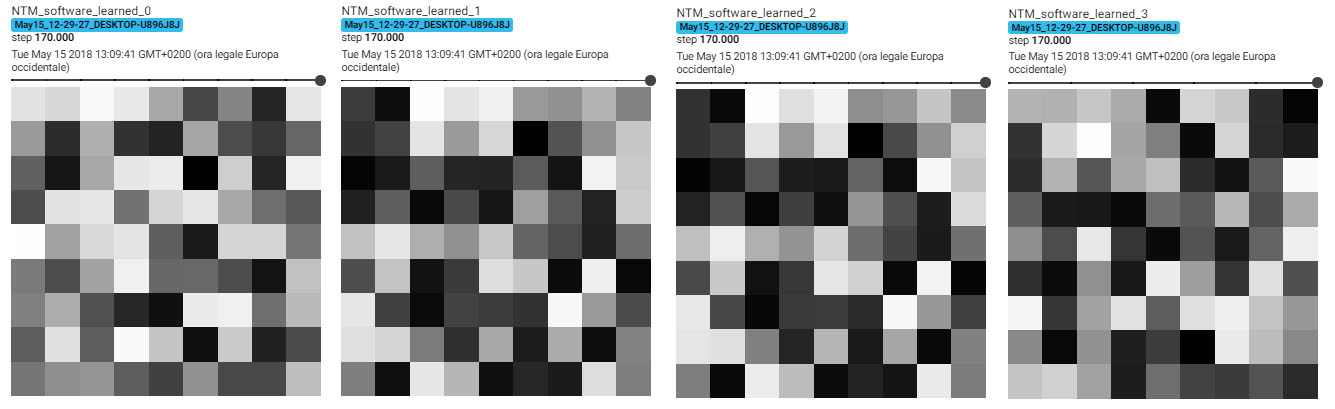 NTM_software_learned_0
May15_12-29-27_DESKTOP-U896J8J
step 170.000
Tue May 15 2018 13:09:41 GMT+0200 (ora legale Europa
occidentale)
NTM_software_learned_1
May15_12-29-27_DESKTOP-U896J8J
step 170.000
Tue May 15 2018 13:09:41 GMT+0200 (ora legale Europa
occidentale)
NTM_software_learned_2
May15_12-29-27_DESKTOP-U896J8J
step 170.000
Tue May 15 2018 13:09:41 GMT+0200 (ora legale Europa
occidentale)
NTM_software_learned_3
May15_12-29-27_DESKTOP-U896J8J
step 170.000
Tue May 15 2018 13:09:41 GMT+0200 (ora legale Europa
occidentale)